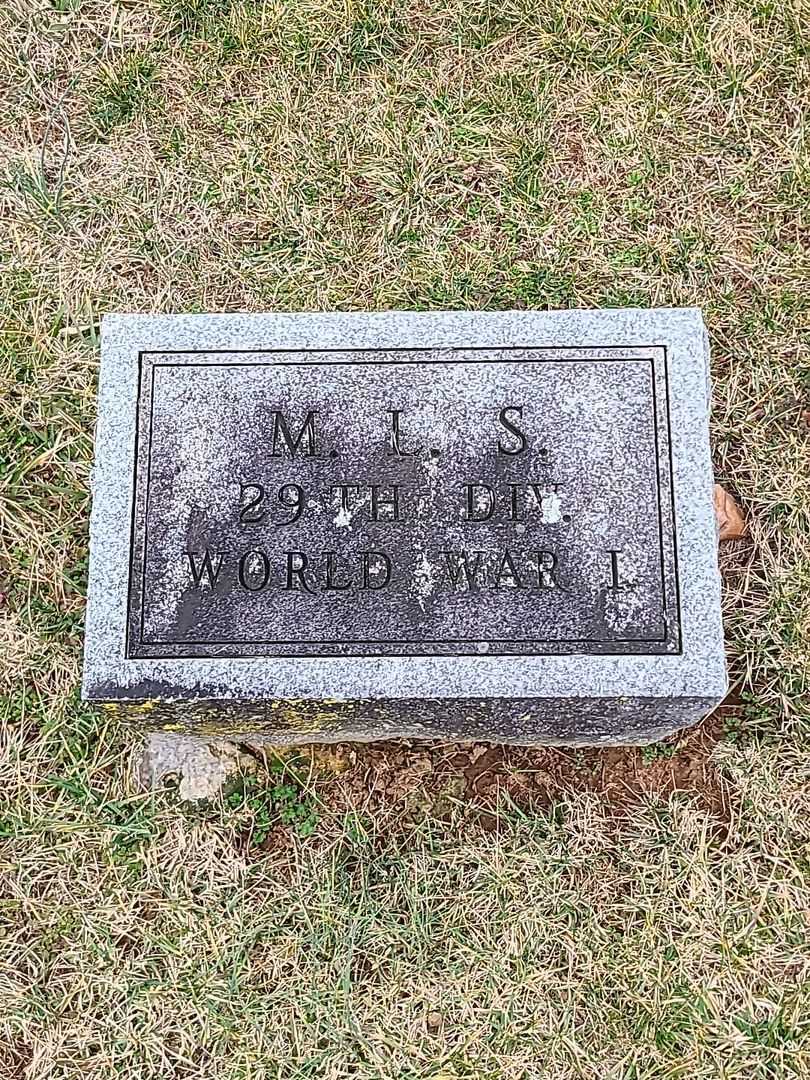 M. L. S.
29TH DIV.
WORLD WAR I.